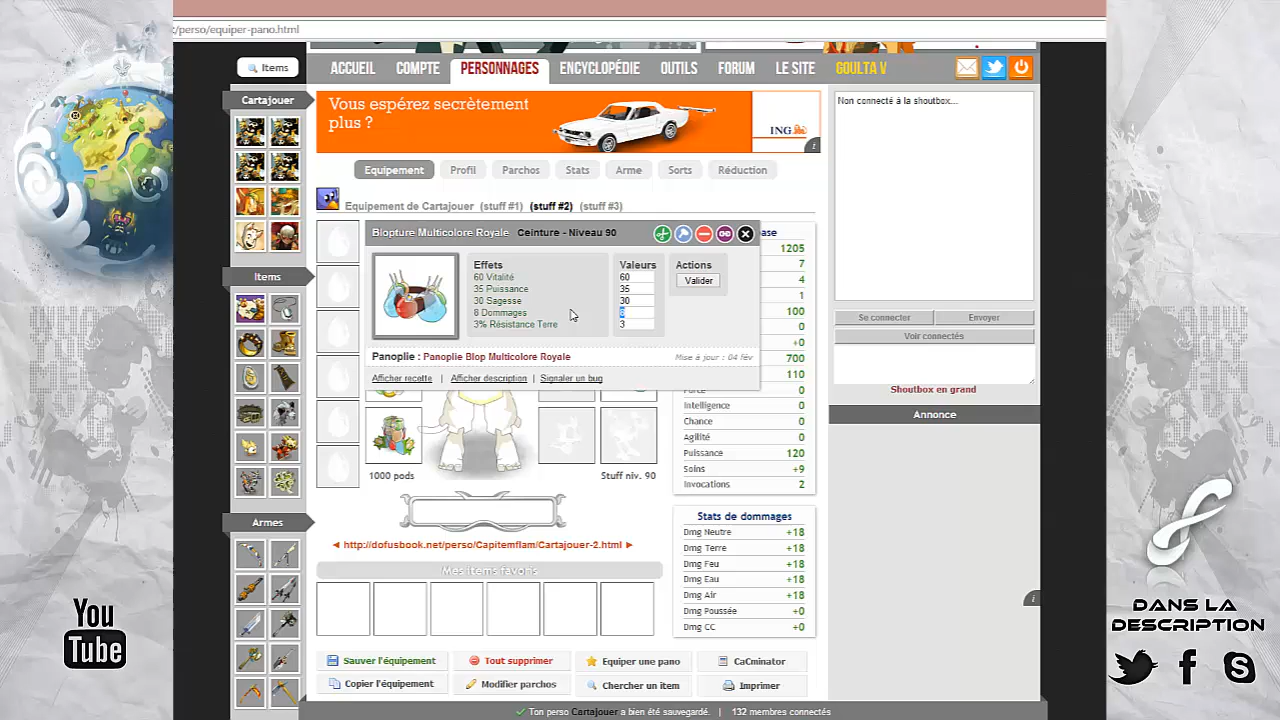 /perso/equiper-pano.html
Items
ACCUEIL COMPTE PERSONNAGES ENCYCLOPÉDIE OUTILS FORUM LE SITE GOULTA V
Cartajouer
Vous espérez secrètement
plus ?
ING
i
Non connecté à la shoutbox....
Equipement Profil Parchos Stats Arme Sorts Réduction
Equipement de Cartajouer (stuff #1) (stuff #2) (stuff #3)
Blopture Multicolore Royale Ceinture - Niveau 90
base
1205
7
4
1
100
0
+0
700
110
0
Effets Valeurs Actions
60 Vitalité 60
35 Puissance 35
30 Sagesse 30
8 Dommages 8
3% Résistance Terre 3
Valider
Panoplie : Panoplie Blop Multicolore Royale Mise à jour : 04 fév
Afficher recette | Afficher description | Signaler un bug
Intelligence 0
Chance 0
Agilité 0
Puissance 120
Soins +9
Invocations 2
1000 pods Stuff niv. 90
Items
Se connecter Envoyer
Voir connectés
Shoutbox en grand
Annonce
Armes
Stats de dommages
Dmg Neutre +18
Dmg Terre +18
Dmg Feu +18
Dmg Eau +18
Dmg Air +18
Dmg Poussée +0
Dmg CC +0
http://dofusbook.net/perso/Capitemflam/Cartajouer-2.html
Mes items favoris
Sauver l'équipement Tout supprimer Equiper une pano CaCminator
Copier l'équipement Modifier parchos Chercher un item Imprimer
Ton perso Cartajouer a bien été sauvegardé. | 132 membres connectés
You
Tube
i
DANS LA
DESCRIPTION